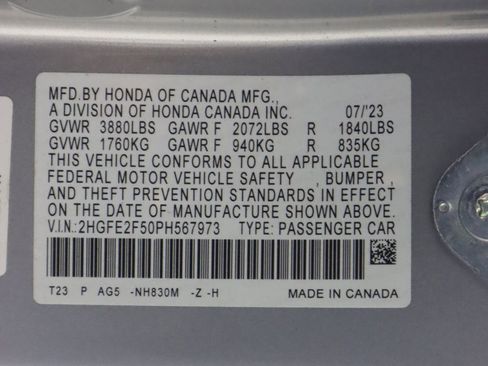 MFD.BY HONDA OF CANADA MFG.,
A DIVISION OF HONDA CANADA INC. 07/'23
GVWR 3880LBS GAWR F 2072LBS R 1840LBS
GVWR 1760KG GAWR F 940KG R 835KG
THIS VEHICLE CONFORMS TO ALL APPLICABLE
FEDERAL MOTOR VEHICLE SAFETY , BUMPER ,
AND THEFT PREVENTION STANDARDS IN EFFECT
ON THE DATE OF MANUFACTURE SHOWN ABOVE.
V.I.N:2HGFE2F50PH567973 TYPE: PASSENGER CAR
T23 P AG5 -NH830M -Z -H MADE IN CANADA